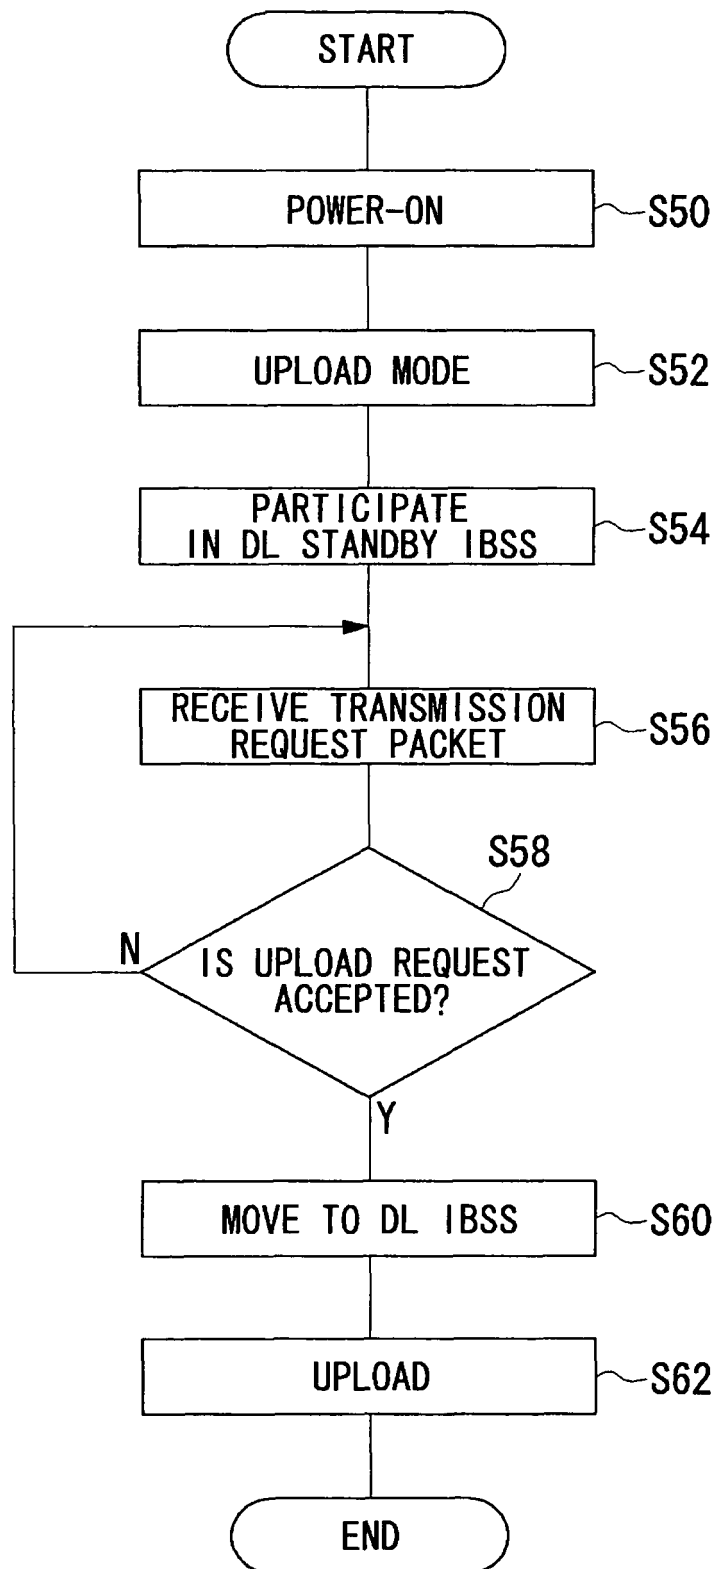 START
POWER-ON
S50
UPLOAD MODE
S52
PARTICIPATE
IN DL STANDBY IBSS
S54
RECEIVE TRANSMISSION
REQUEST PACKET
S56
S58
N
IS UPLOAD REQUEST
ACCEPTED?
Y
MOVE TO DL IBSS
S60
UPLOAD
S62
END